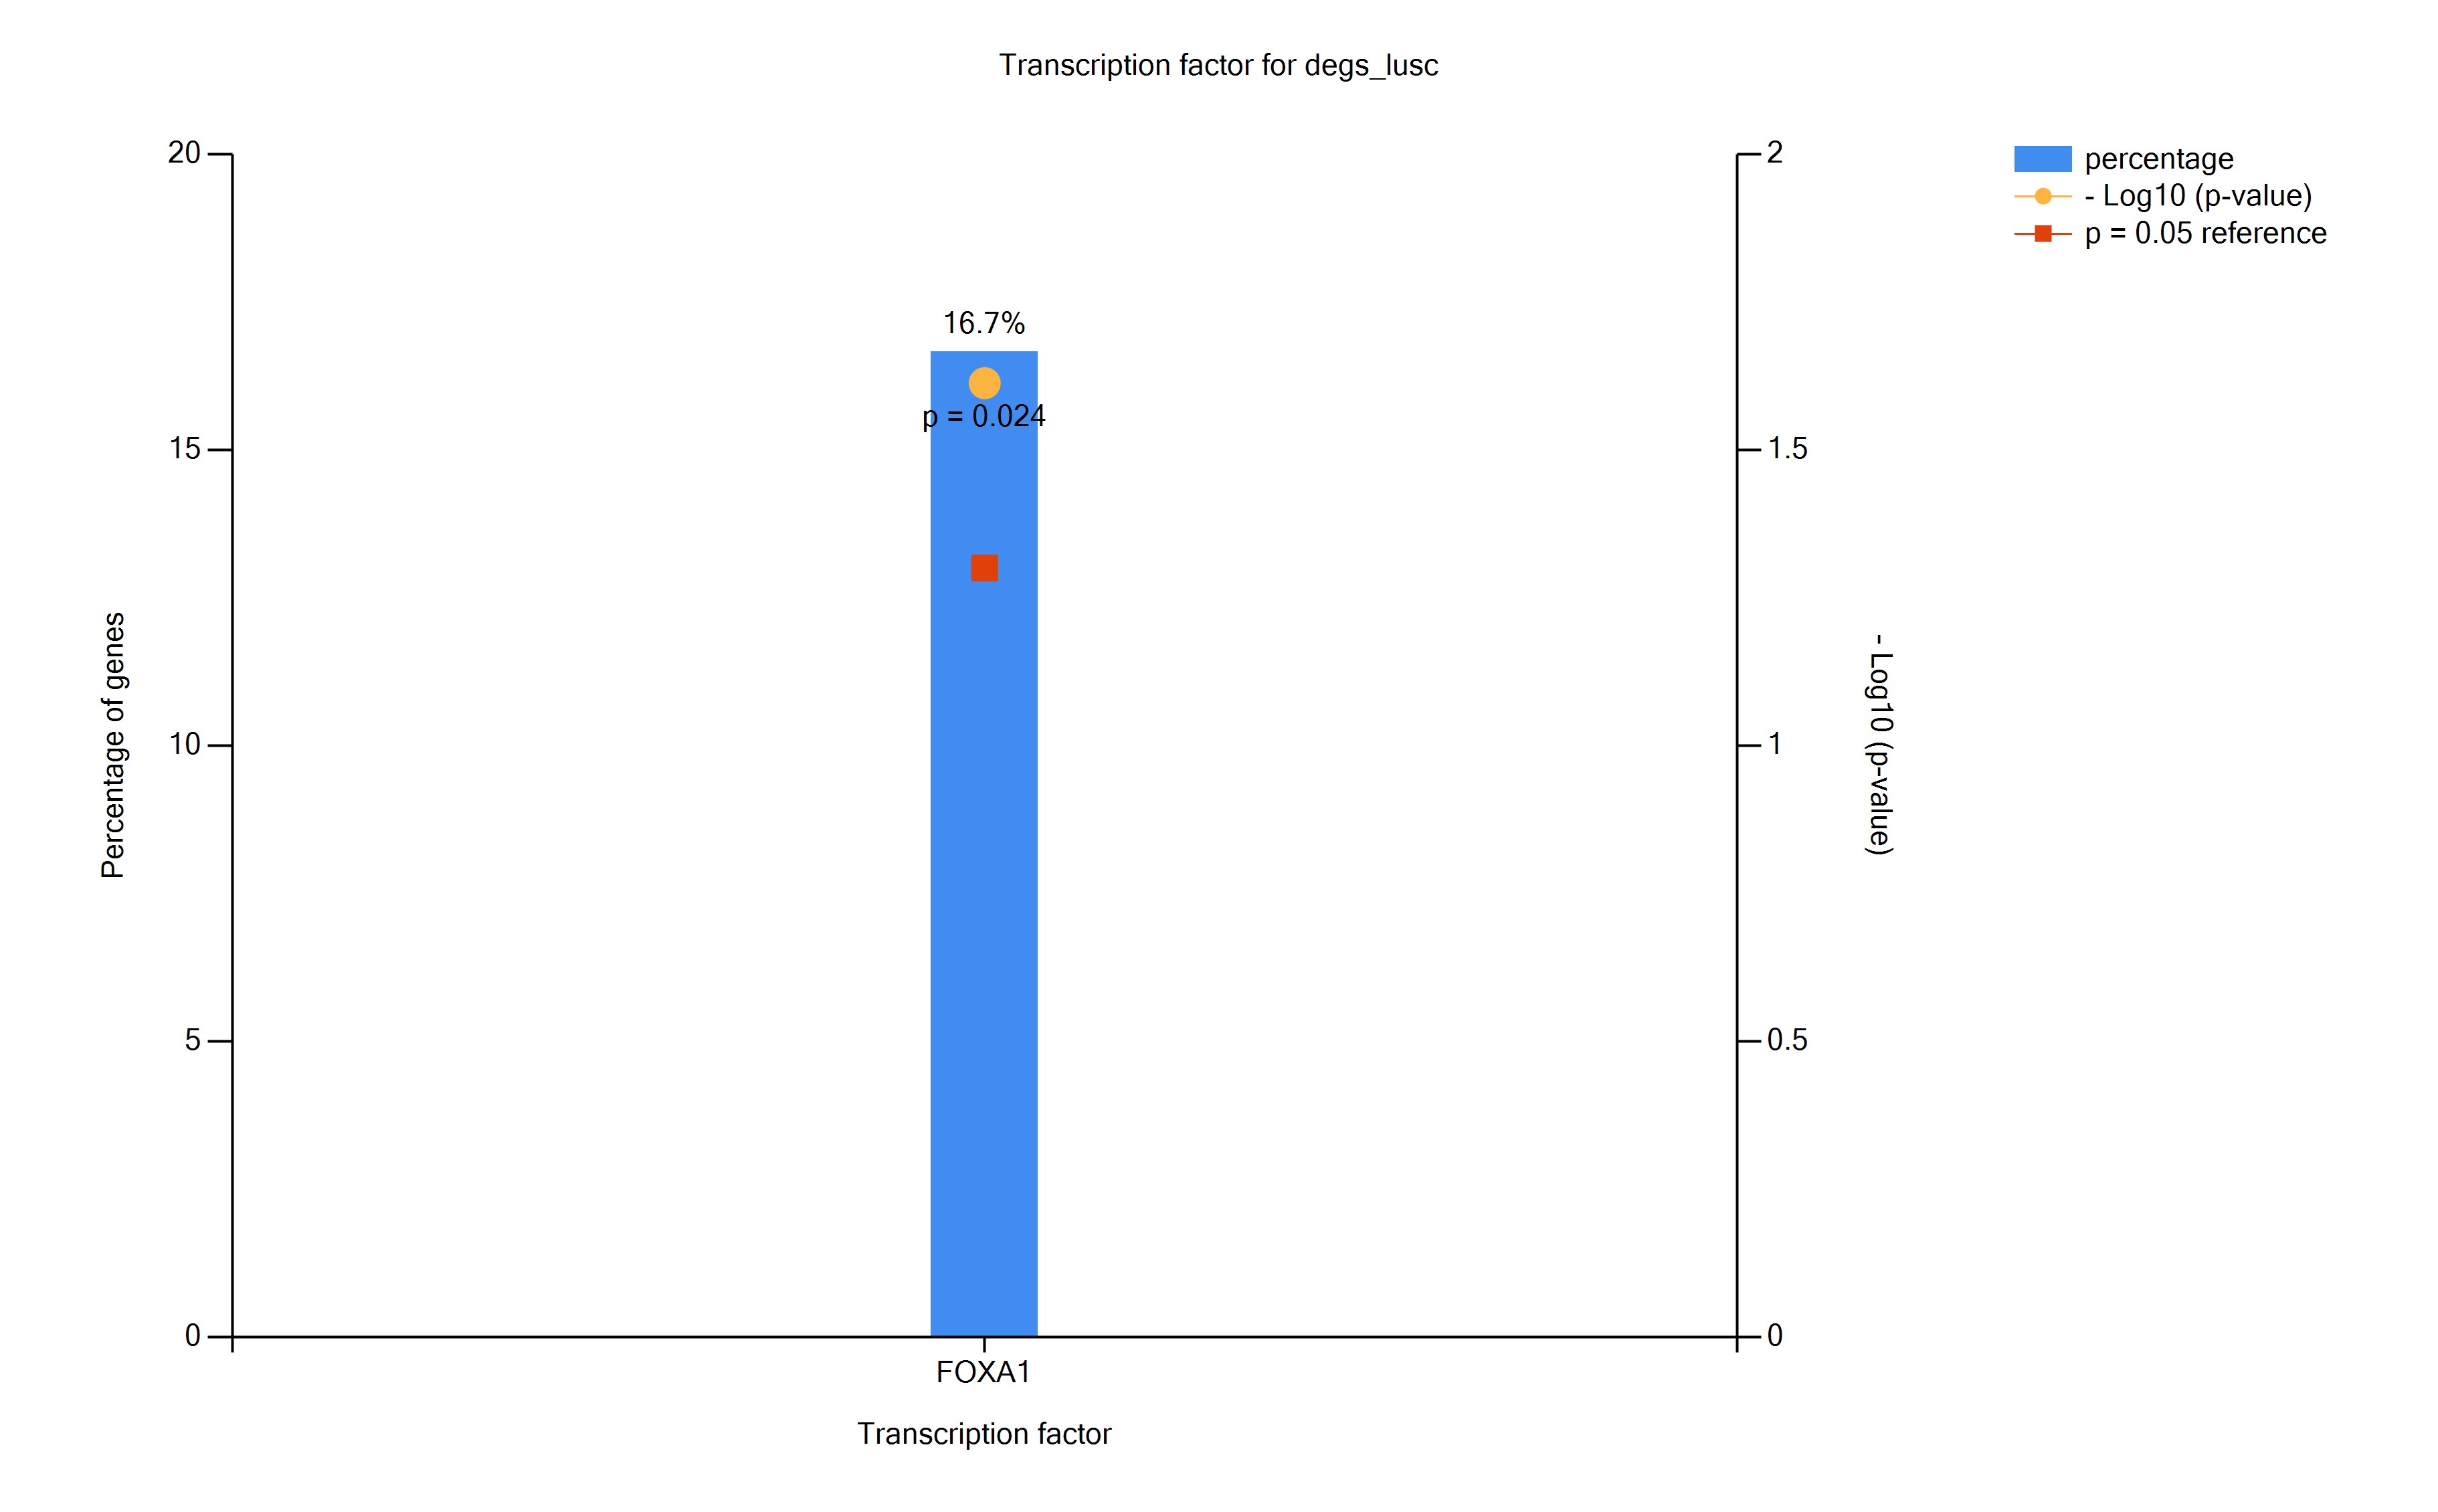 Transcription factor for degs_lusc
percentage
- Log10 (p-value)
p = 0.05 reference
20
15
10
5
0
Percentage of genes
16.7%
p = 0.024
2
1.5
1
0.5
0
- Log10 (p-value)
FOXA1
Transcription factor